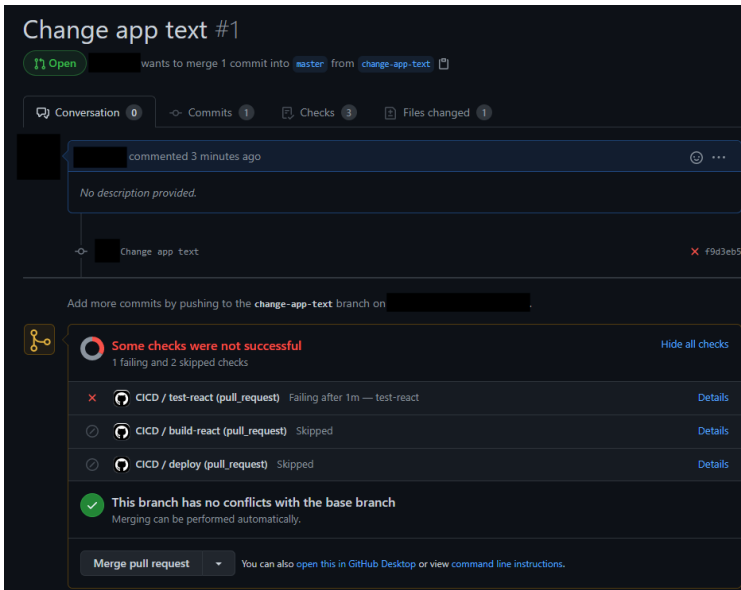 Change app text #1
Open wants to merge 1 commit into master from change-app-text
Conversation 0 Commits 1 Checks 3 Files changed 1
commented 3 minutes ago
No description provided.
Change app text f9d3eb5
Add more commits by pushing to the change-app-text branch on .
Some checks were not successful
Hide all checks
1 failing and 2 skipped checks
CICD / test-react (pull_request) Failing after 1m — test-react Details
CICD / build-react (pull_request) Skipped Details
CICD / deploy (pull_request) Skipped Details
This branch has no conflicts with the base branch
Merging can be performed automatically.
Merge pull request You can also open this in GitHub Desktop or view command line instructions.